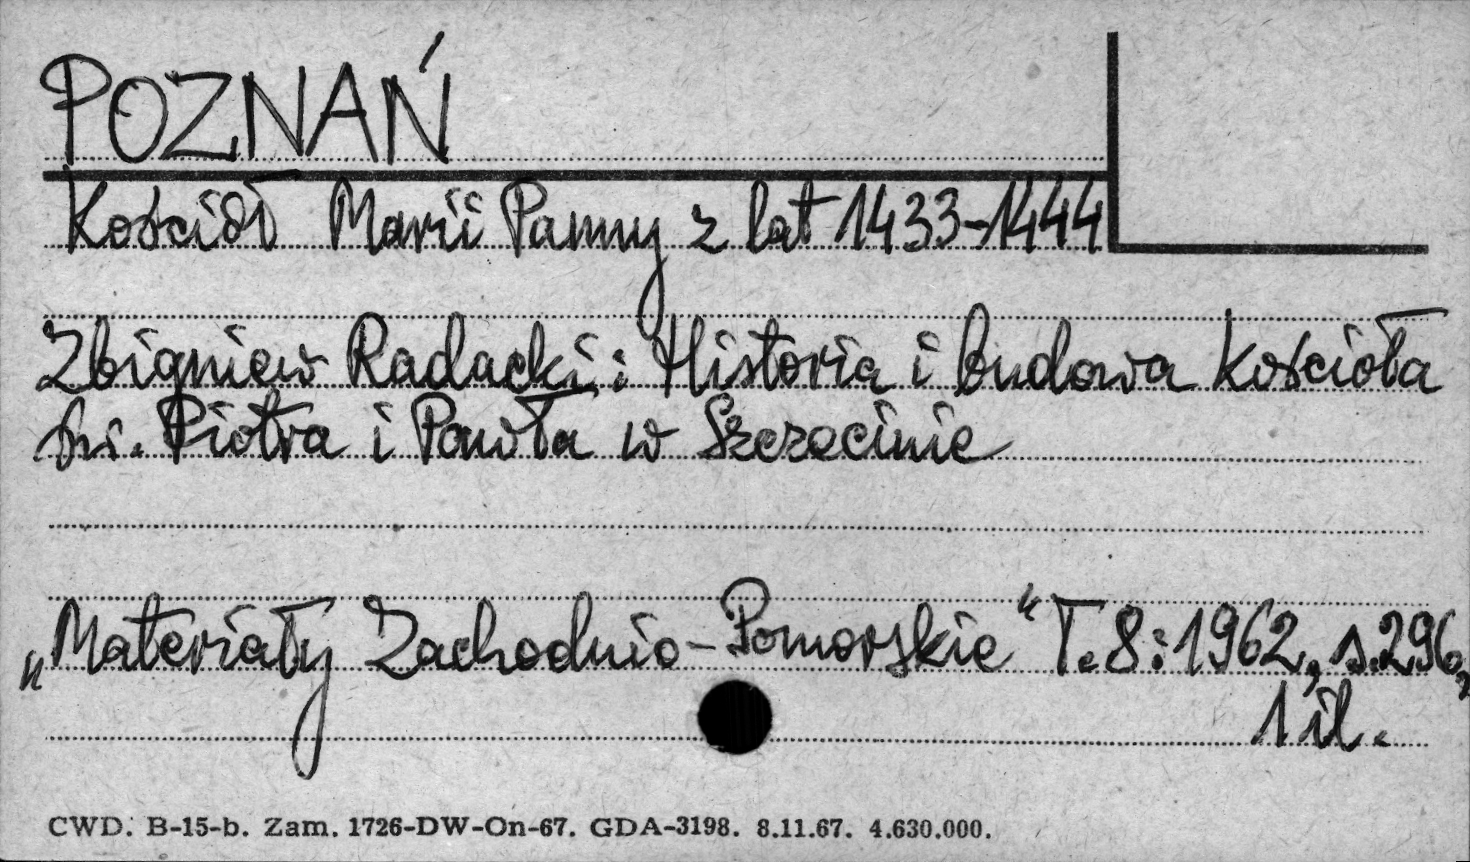 POZNAŃ
Kościół Marii Panny z lat 1433-1444
Zbigniew Radacki: Historia i budowa kościoła
św. Piotra i Pawła w Szczecinie
„Materiały Zachodnio-Pomorskie" T. 8: 1962, s. 296,
1 il.
CWD. B-15-b. Zam. 1726-DW-On-67. GDA-3198. 8.11.67. 4.630.000.